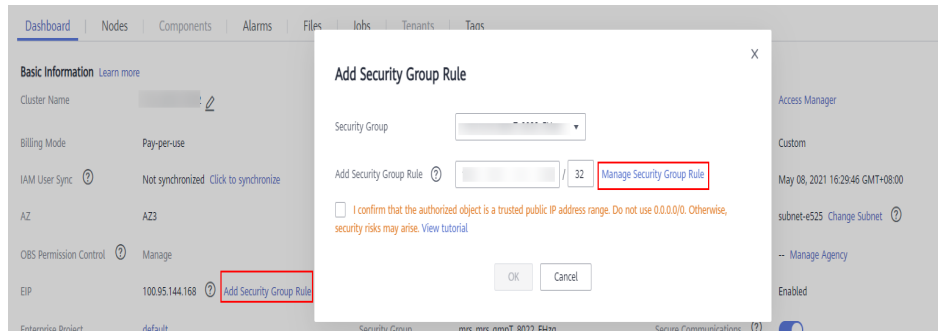 Dashboard Nodes Components Alarms Files Jobs Tenants Tags
X
Add Security Group Rule
Basic Information Learn more
Cluster Name
Access Manager
Security Group
Billing Mode Pay-per-use
Custom
Add Security Group Rule ? / 32 Manage Security Group Rule
IAM User Sync ? Not synchronized Click to synchronize
May 08, 2021 16:29:46 GMT+08:00
I confirm that the authorized object is a trusted public IP address range. Do not use 0.0.0.0/0. Otherwise,
security risks may arise. View tutorial
AZ AZ3
subnet-e525 Change Subnet ?
OBS Permission Control ? Manage
-- Manage Agency
OK Cancel
EIP 100.95.144.168 ? Add Security Group Rule
Enabled
Enterprise Project default Security Group Secure Communications ?